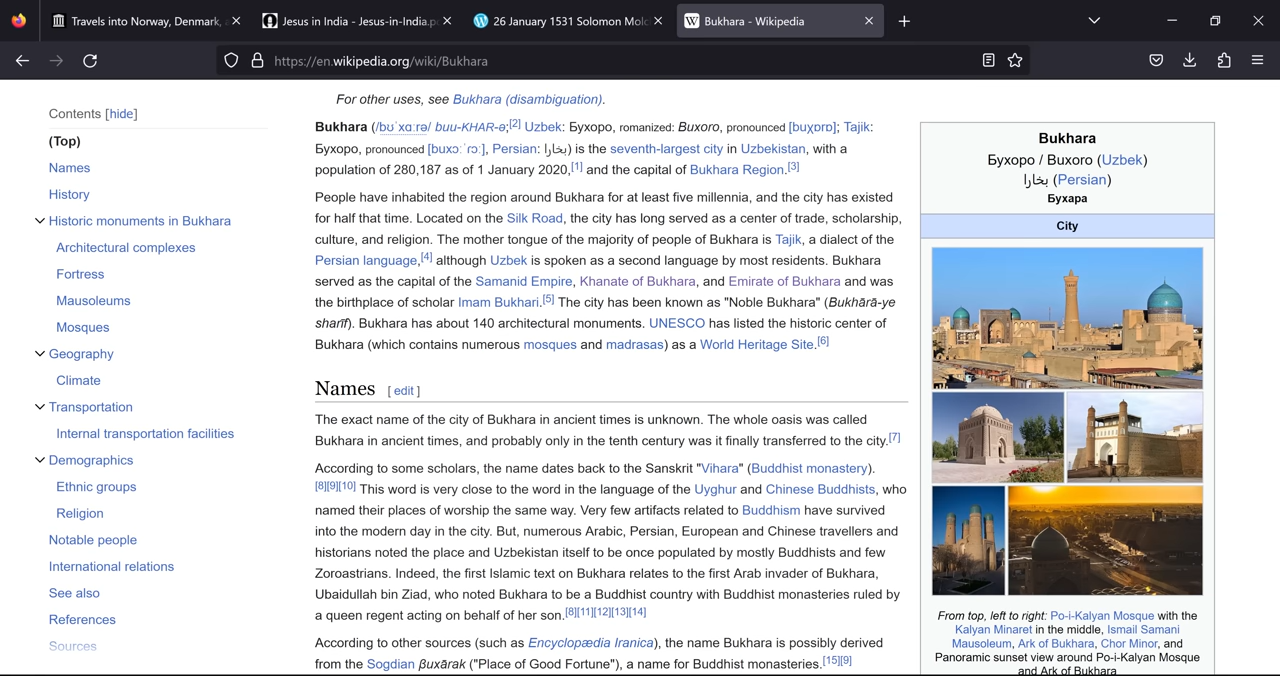 Travels into Norway, Denmark,
Jesus in India - Jesus-in-India.p
26 January 1531 Solomon Mol
Bukhara - Wikipedia
https://en.wikipedia.org/wiki/Bukhara
Contents [hide]
(Top)
Names
History
Historic monuments in Bukhara
Architectural complexes
Fortress
Mausoleums
Mosques
Geography
Climate
Transportation
Internal transportation facilities
Demographics
Ethnic groups
Religion
Notable people
International relations
See also
References
Sources
For other uses, see Bukhara (disambiguation).
Bukhara (/bʊˈxɑːrə/ buu-KHAR-ə;[2] Uzbek: Бухоро, romanized: Buxoro, pronounced [buχɒrɒ]; Tajik:
Бухоро, pronounced [buxɔːˈrɔː], Persian: بخارا) is the seventh-largest city in Uzbekistan, with a
population of 280,187 as of 1 January 2020,[1] and the capital of Bukhara Region.[3]
People have inhabited the region around Bukhara for at least five millennia, and the city has existed
for half that time. Located on the Silk Road, the city has long served as a center of trade, scholarship,
culture, and religion. The mother tongue of the majority of people of Bukhara is Tajik, a dialect of the
Persian language,[4] although Uzbek is spoken as a second language by most residents. Bukhara
served as the capital of the Samanid Empire, Khanate of Bukhara, and Emirate of Bukhara and was
the birthplace of scholar Imam Bukhari.[5] The city has been known as "Noble Bukhara" (Bukhārā-ye
sharīf). Bukhara has about 140 architectural monuments. UNESCO has listed the historic center of
Bukhara (which contains numerous mosques and madrasas) as a World Heritage Site.[6]
Names [ edit ]
The exact name of the city of Bukhara in ancient times is unknown. The whole oasis was called
Bukhara in ancient times, and probably only in the tenth century was it finally transferred to the city.[7]
According to some scholars, the name dates back to the Sanskrit "Vihara" (Buddhist monastery).
[8][9][10] This word is very close to the word in the language of the Uyghur and Chinese Buddhists, who
named their places of worship the same way. Very few artifacts related to Buddhism have survived
into the modern day in the city. But, numerous Arabic, Persian, European and Chinese travellers and
historians noted the place and Uzbekistan itself to be once populated by mostly Buddhists and few
Zoroastrians. Indeed, the first Islamic text on Bukhara relates to the first Arab invader of Bukhara,
Ubaidullah bin Ziad, who noted Bukhara to be a Buddhist country with Buddhist monasteries ruled by
a queen regent acting on behalf of her son.[8][11][12][13][14]
According to other sources (such as Encyclopædia Iranica), the name Bukhara is possibly derived
from the Sogdian βuxārak ("Place of Good Fortune"), a name for Buddhist monasteries.[15][9]
Bukhara
Бухоро / Buxoro (Uzbek)
بخارا (Persian)
Бухара
City
From top, left to right: Po-i-Kalyan Mosque with the
Kalyan Minaret in the middle, Ismail Samani
Mausoleum, Ark of Bukhara, Chor Minor, and
Panoramic sunset view around Po-i-Kalyan Mosque
and Ark of Bukhara